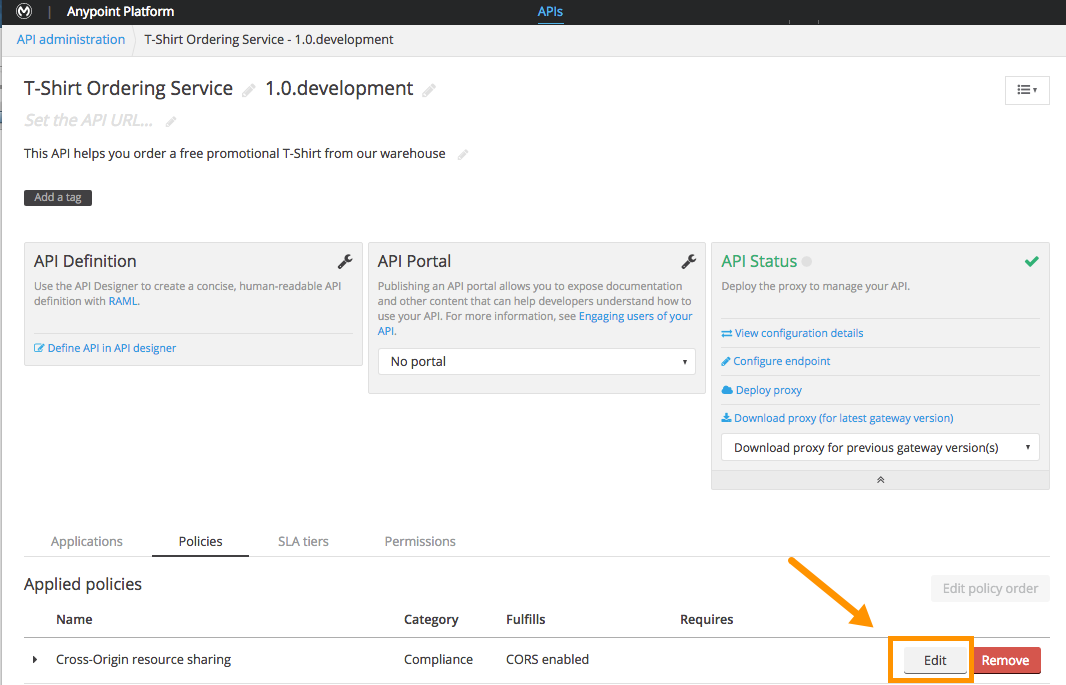 Anypoint Platform APIs
API administration T-Shirt Ordering Service - 1.0.development
T-Shirt Ordering Service 1.0.development
Set the API URL...
This API helps you order a free promotional T-Shirt from our warehouse
Add a tag
API Definition
Use the API Designer to create a concise, human-readable API
definition with RAML.
Define API in API designer
API Portal
Publishing an API portal allows you to expose documentation
and other content that can help developers understand how to
use your API. For more information, see Engaging users of your
API.
No portal
API Status
Deploy the proxy to manage your API.
View configuration details
Configure endpoint
Deploy proxy
Download proxy (for latest gateway version)
Download proxy for previous gateway version(s)
Applications Policies SLA tiers Permissions
Applied policies Edit policy order
Name Category Fulfills Requires
Cross-Origin resource sharing Compliance CORS enabled Edit Remove